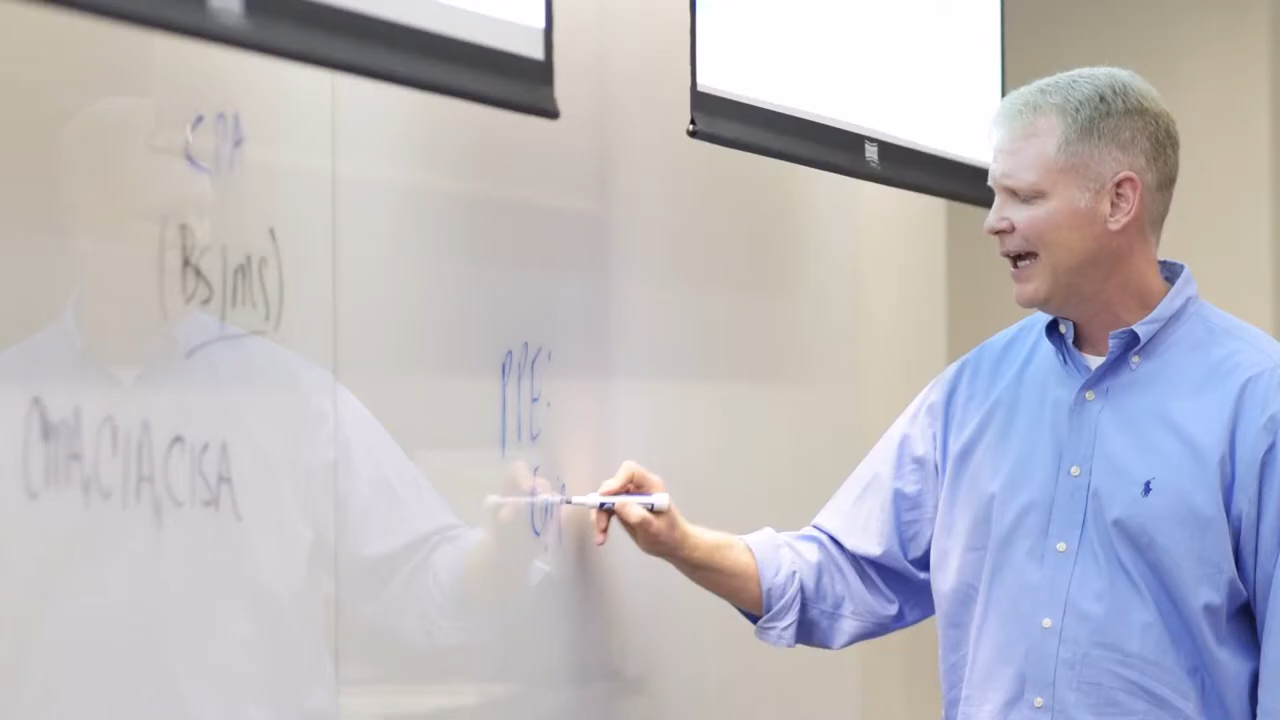 CPA
(BS/MS)
CMA, CIA, CISA
PPE: